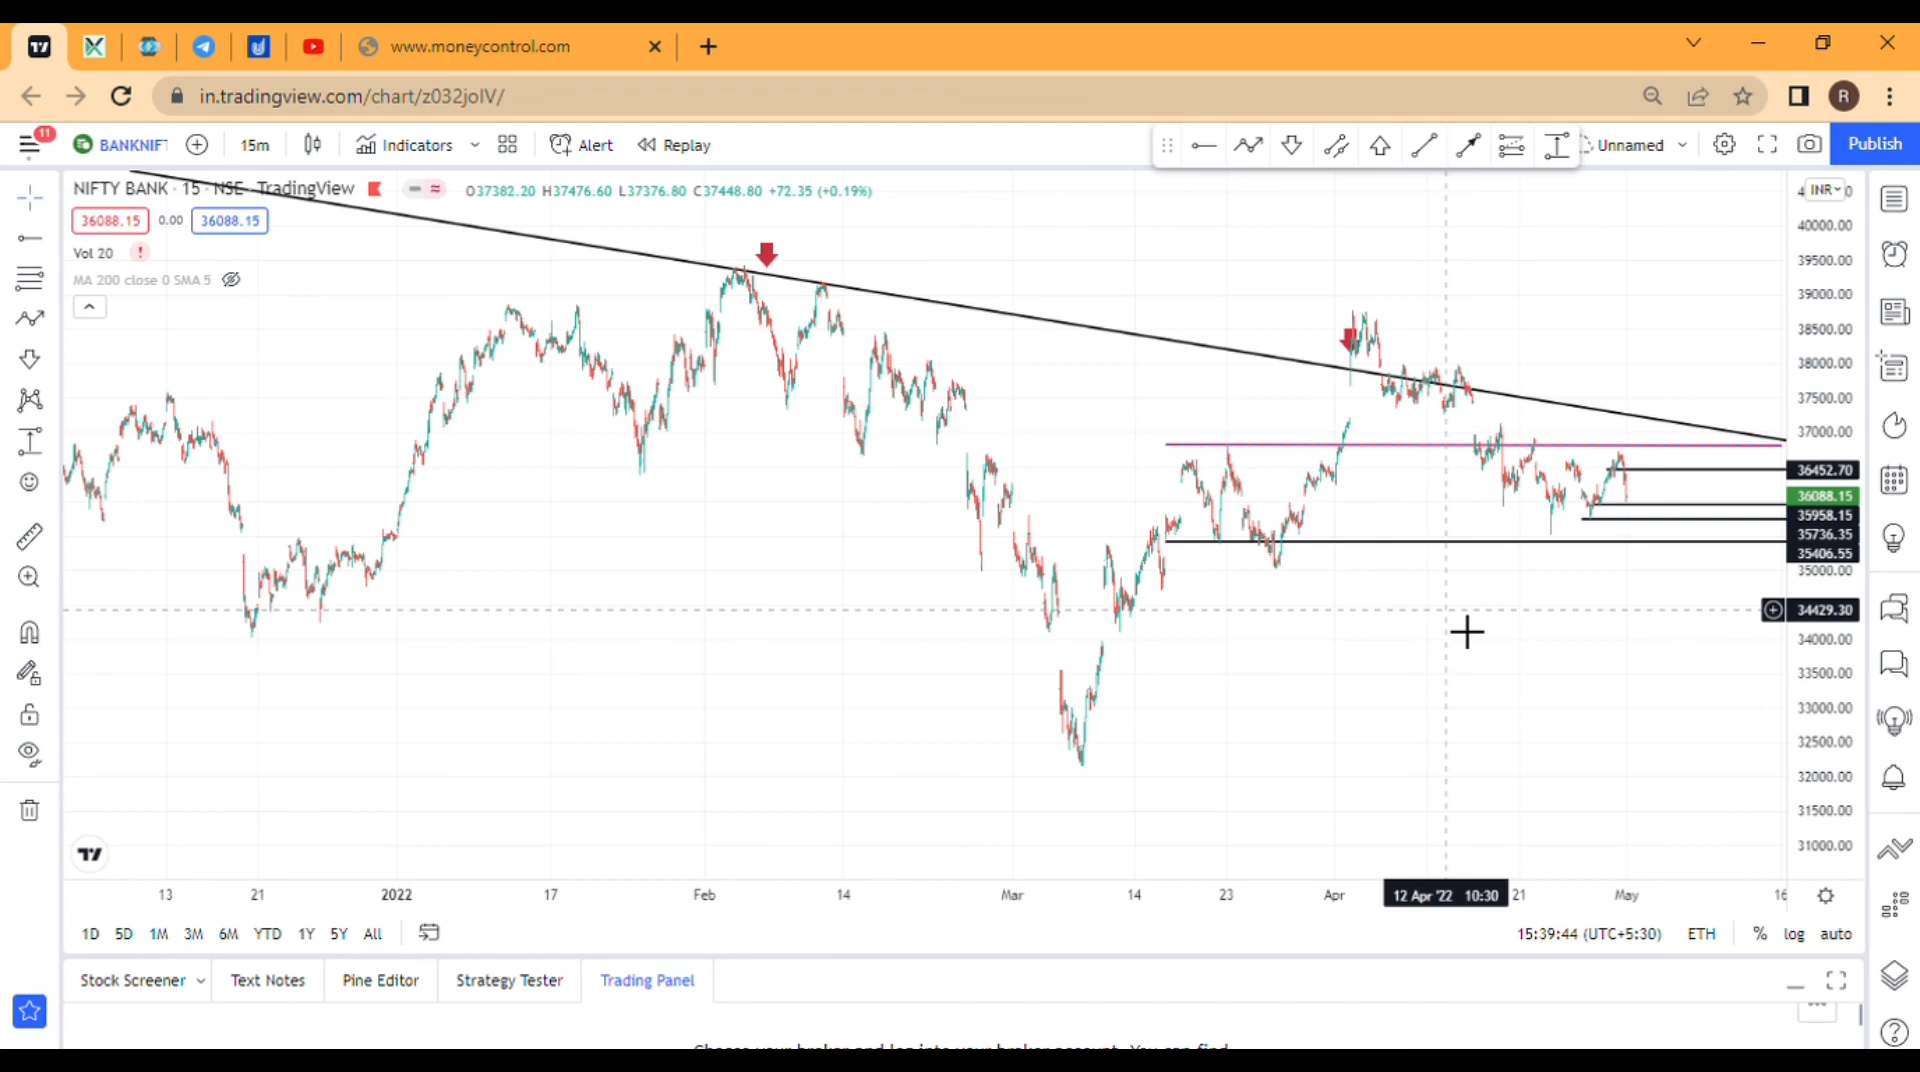 www.moneycontrol.com
in.tradingview.com/chart/z032joIV/
R
11
BANKNIFT
15m
Indicators
Alert
Replay
Unnamed
Publish
NIFTY BANK · 15 · NSE · TradingView
O37382.20 H37476.60 L37376.80 C37448.80 +72.35 (+0.19%)
INR
36088.15
0.00
36088.15
Vol 20
MA 200 close 0 SMA 5
40000.00
39500.00
39000.00
38500.00
38000.00
37500.00
37000.00
36452.70
36088.15
35958.15
35736.35
35406.55
35000.00
34429.30
34000.00
33500.00
33000.00
32500.00
32000.00
31500.00
31000.00
13 21 2022 17 Feb 14 Mar 14 23 Apr 12 Apr '22 10:30 21 May 16
1D 5D 1M 3M 6M YTD 1Y 5Y All
15:39:44 (UTC+5:30) ETH % log auto
Stock Screener Text Notes Pine Editor Strategy Tester Trading Panel